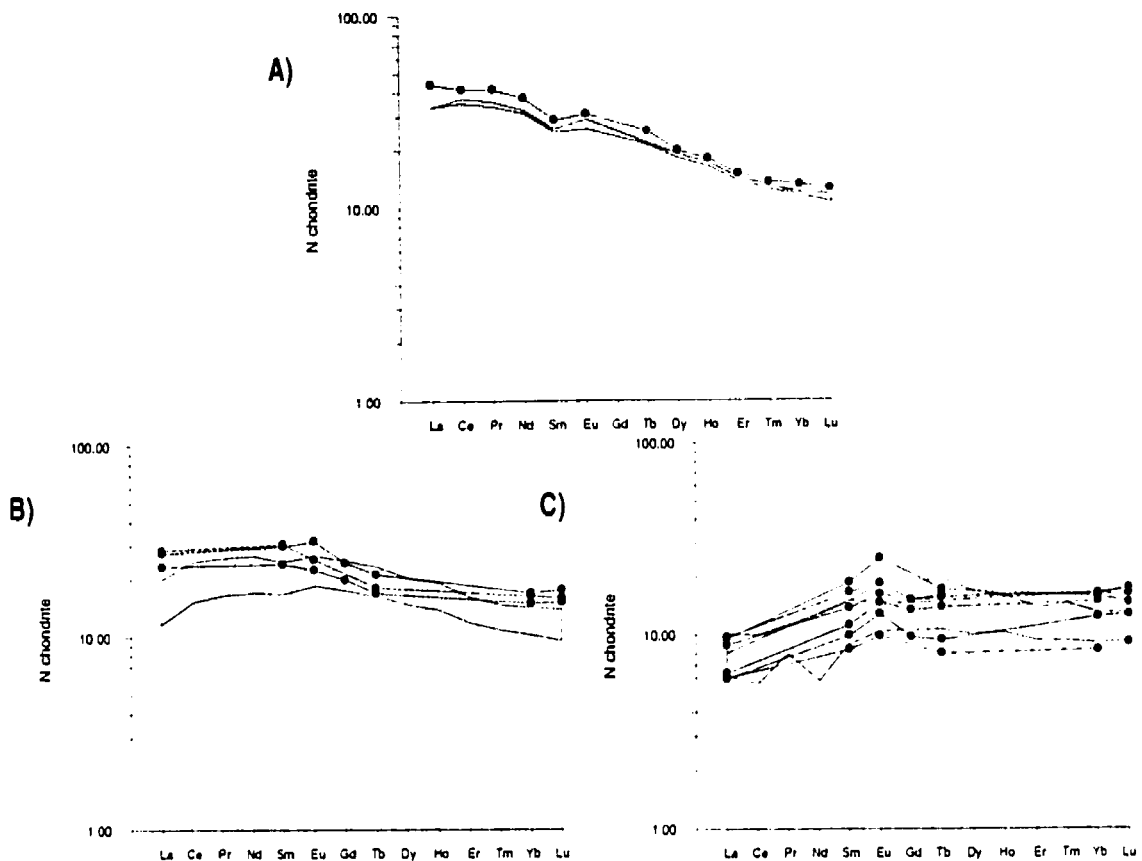 A)
100.00
10.00
1.00
N chondrite
La Ce Pr Nd Sm Eu Gd Tb Dy Ho Er Tm Yb Lu
B)
100.00
10.00
1.00
N chondrite
La Ce Pr Nd Sm Eu Gd Tb Dy Ho Er Tm Yb Lu
C)
100.00
10.00
1.00
N chondrite
La Ce Pr Nd Sm Eu Gd Tb Dy Ho Er Tm Yb Lu